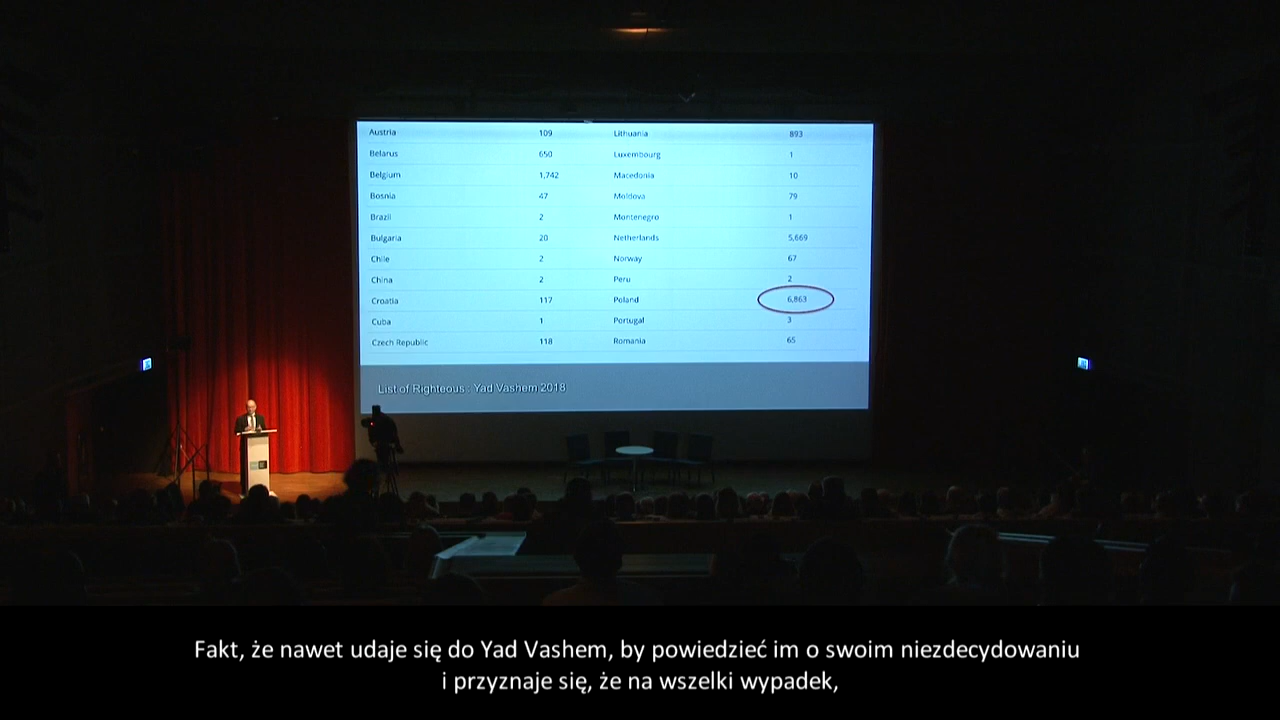 Austria 109 Lithuania 893
Belarus 650 Luxembourg 1
Belgium 1,742 Macedonia 10
Bosnia 47 Moldova 79
Brazil 2 Montenegro 1
Bulgaria 20 Netherlands 5,669
Chile 2 Norway 67
China 2 Peru 2
Croatia 117 Poland 6,863
Cuba 1 Portugal 3
Czech Republic 118 Romania 65
List of Righteous : Yad Vashem 2018
Fakt, że nawet udaje się do Yad Vashem, by powiedzieć im o swoim niezdecydowaniu
i przyznaje się, że na wszelki wypadek,